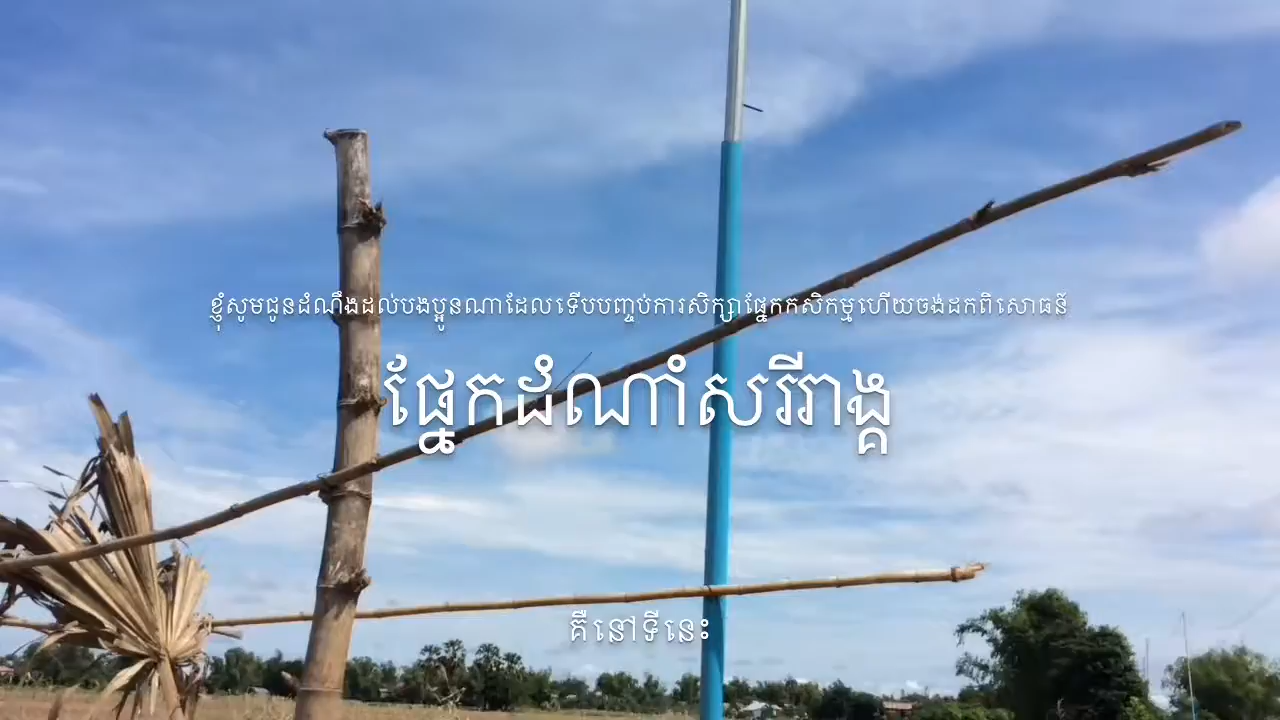 ខ្ញុំសូមជូនដំណឹងដល់បងប្អូនណាដែលទើបបញ្ចប់ការសិក្សាផ្នែកកសិកម្មហើយចង់ដកពិសោធន៍
ផ្នែកដំណាំសររីរាង្គ
គឺនៅទីនេះ